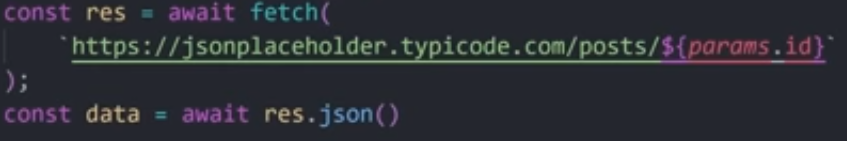 const res = await fetch(
`https://jsonplaceholder.typicode.com/posts/${params.id}`
);
const data = await res.json()